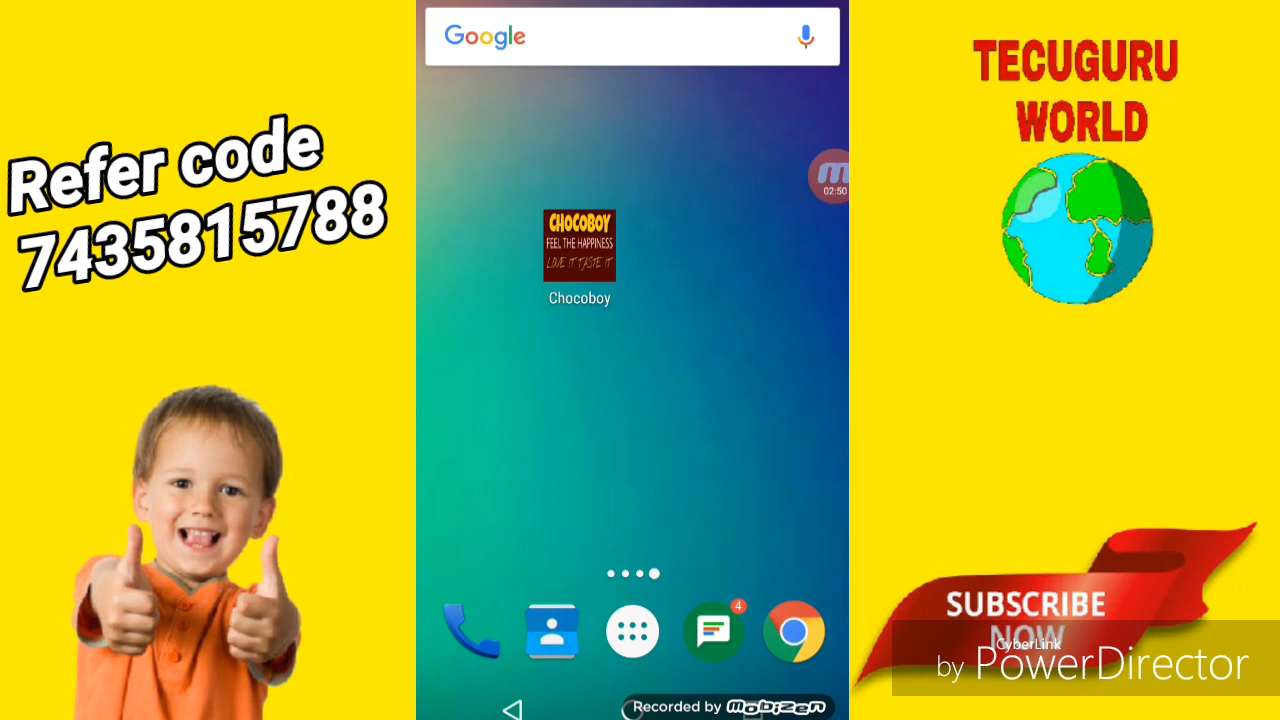 Refer code
7435815788
Google
02:50
CHOCOBOY
FEEL THE HAPPINESS
LOVE IT TASTE IT
Chocoboy
4
Recorded by mobizen
TECUGURU
WORLD
SUBSCRIBE
NOW
CyberLink
by PowerDirector